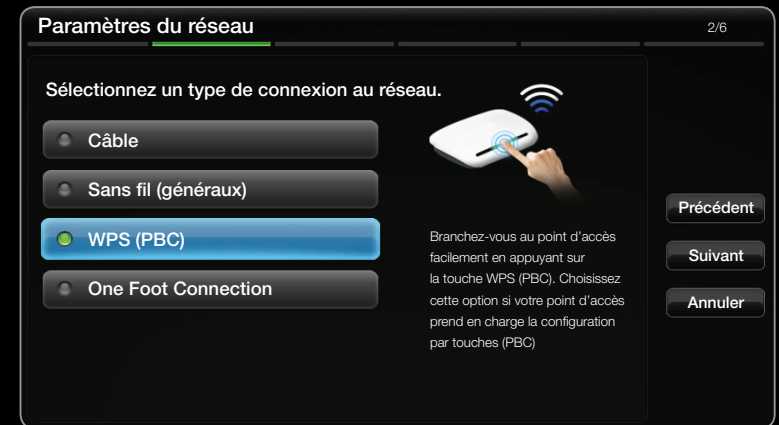 Paramètres du réseau
2/6
Sélectionnez un type de connexion au réseau.
Câble
Sans fil (généraux)
WPS (PBC)
One Foot Connection
Branchez-vous au point d'accès
facilement en appuyant sur
la touche WPS (PBC). Choisissez
cette option si votre point d'accès
prend en charge la configuration
par touches (PBC)
Précédent
Suivant
Annuler